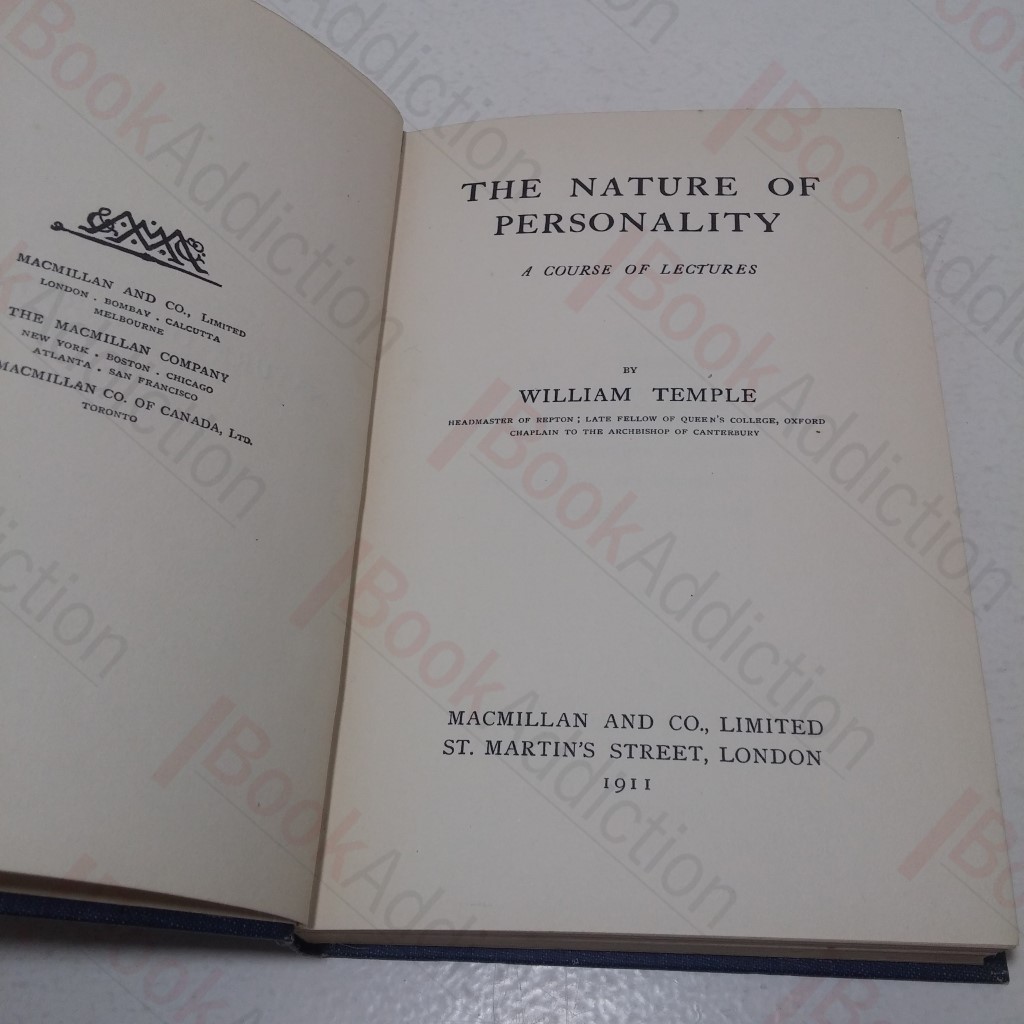 MACMILLAN AND CO., LIMITED
LONDON . BOMBAY . CALCUTTA
MELBOURNE
THE MACMILLAN COMPANY
NEW YORK . BOSTON . CHICAGO
ATLANTA . SAN FRANCISCO
MACMILLAN CO. OF CANADA, LTD.
TORONTO
THE NATURE OF
PERSONALITY
A COURSE OF LECTURES
BY
WILLIAM TEMPLE
HEADMASTER OF REPTON ; LATE FELLOW OF QUEEN'S COLLEGE, OXFORD
CHAPLAIN TO THE ARCHBISHOP OF CANTERBURY
MACMILLAN AND CO., LIMITED
ST. MARTIN'S STREET, LONDON
1911
BookAddiction